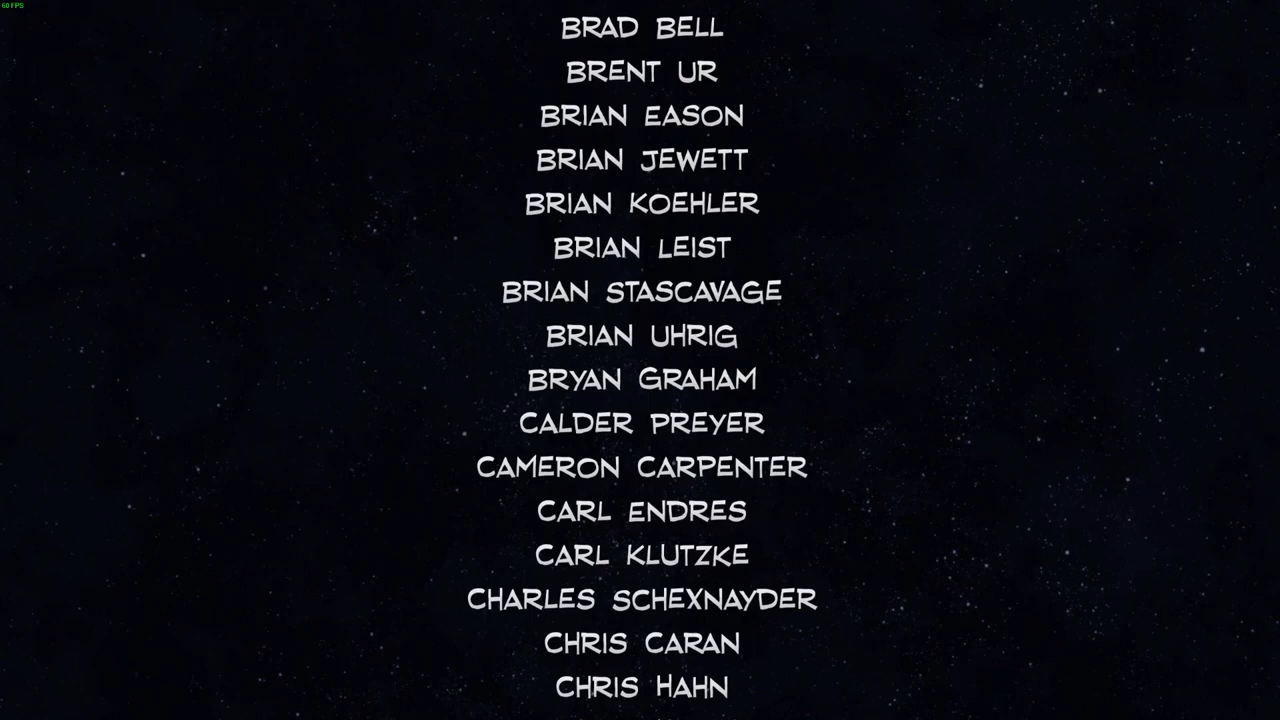 60 FPS
BRAD BELL
BRENT UR
BRIAN EASON
BRIAN JEWETT
BRIAN KOEHLER
BRIAN LEIST
BRIAN STASCAVAGE
BRIAN UHRIG
BRYAN GRAHAM
CALDER PREYER
CAMERON CARPENTER
CARL ENDRES
CARL KLUTZKE
CHARLES SCHEXNAYDER
CHRIS CARAN
CHRIS HAHN